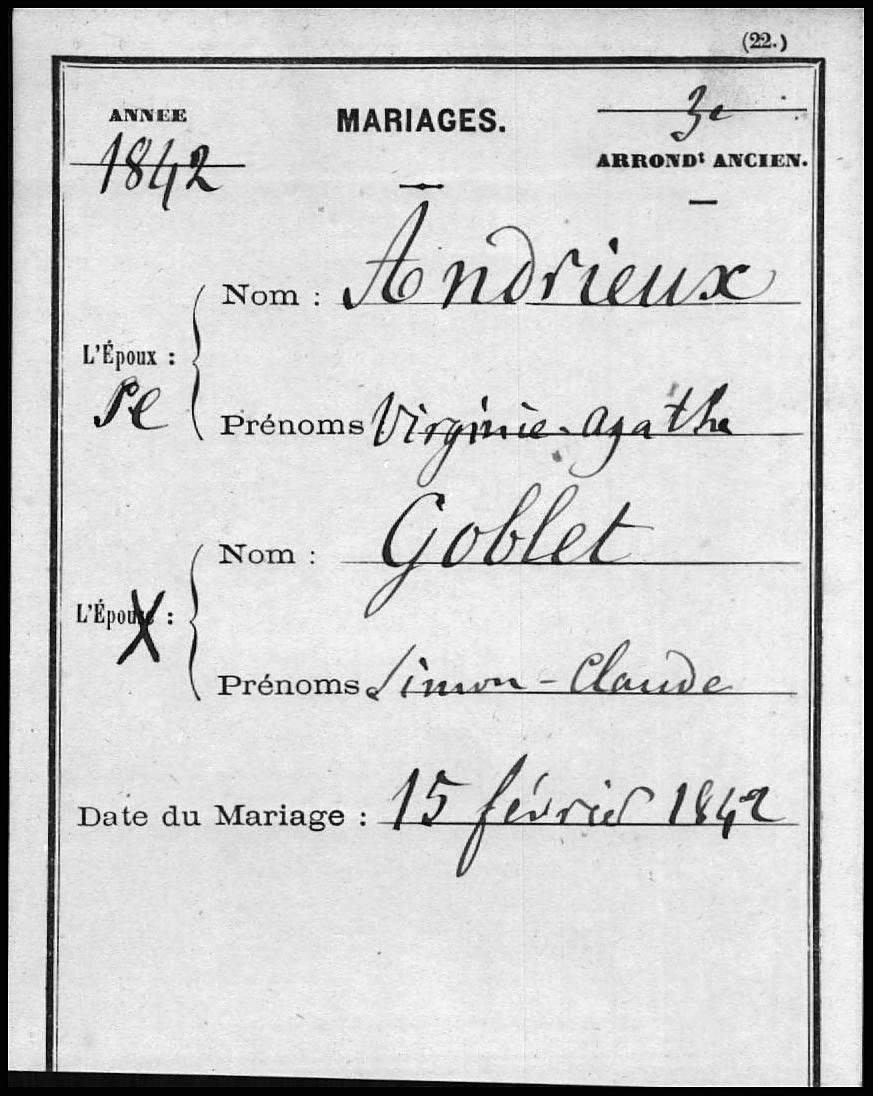 (22.)
ANNEE
1842
MARIAGES.
3e
ARRONDt ANCIEN.
Nom : Andrieux
L'Époux :
se
Prénoms Virginie-Agathe
Nom : Goblet
L'Épouse :
Prénoms Simon-Claude
Date du Mariage : 15 février 1842